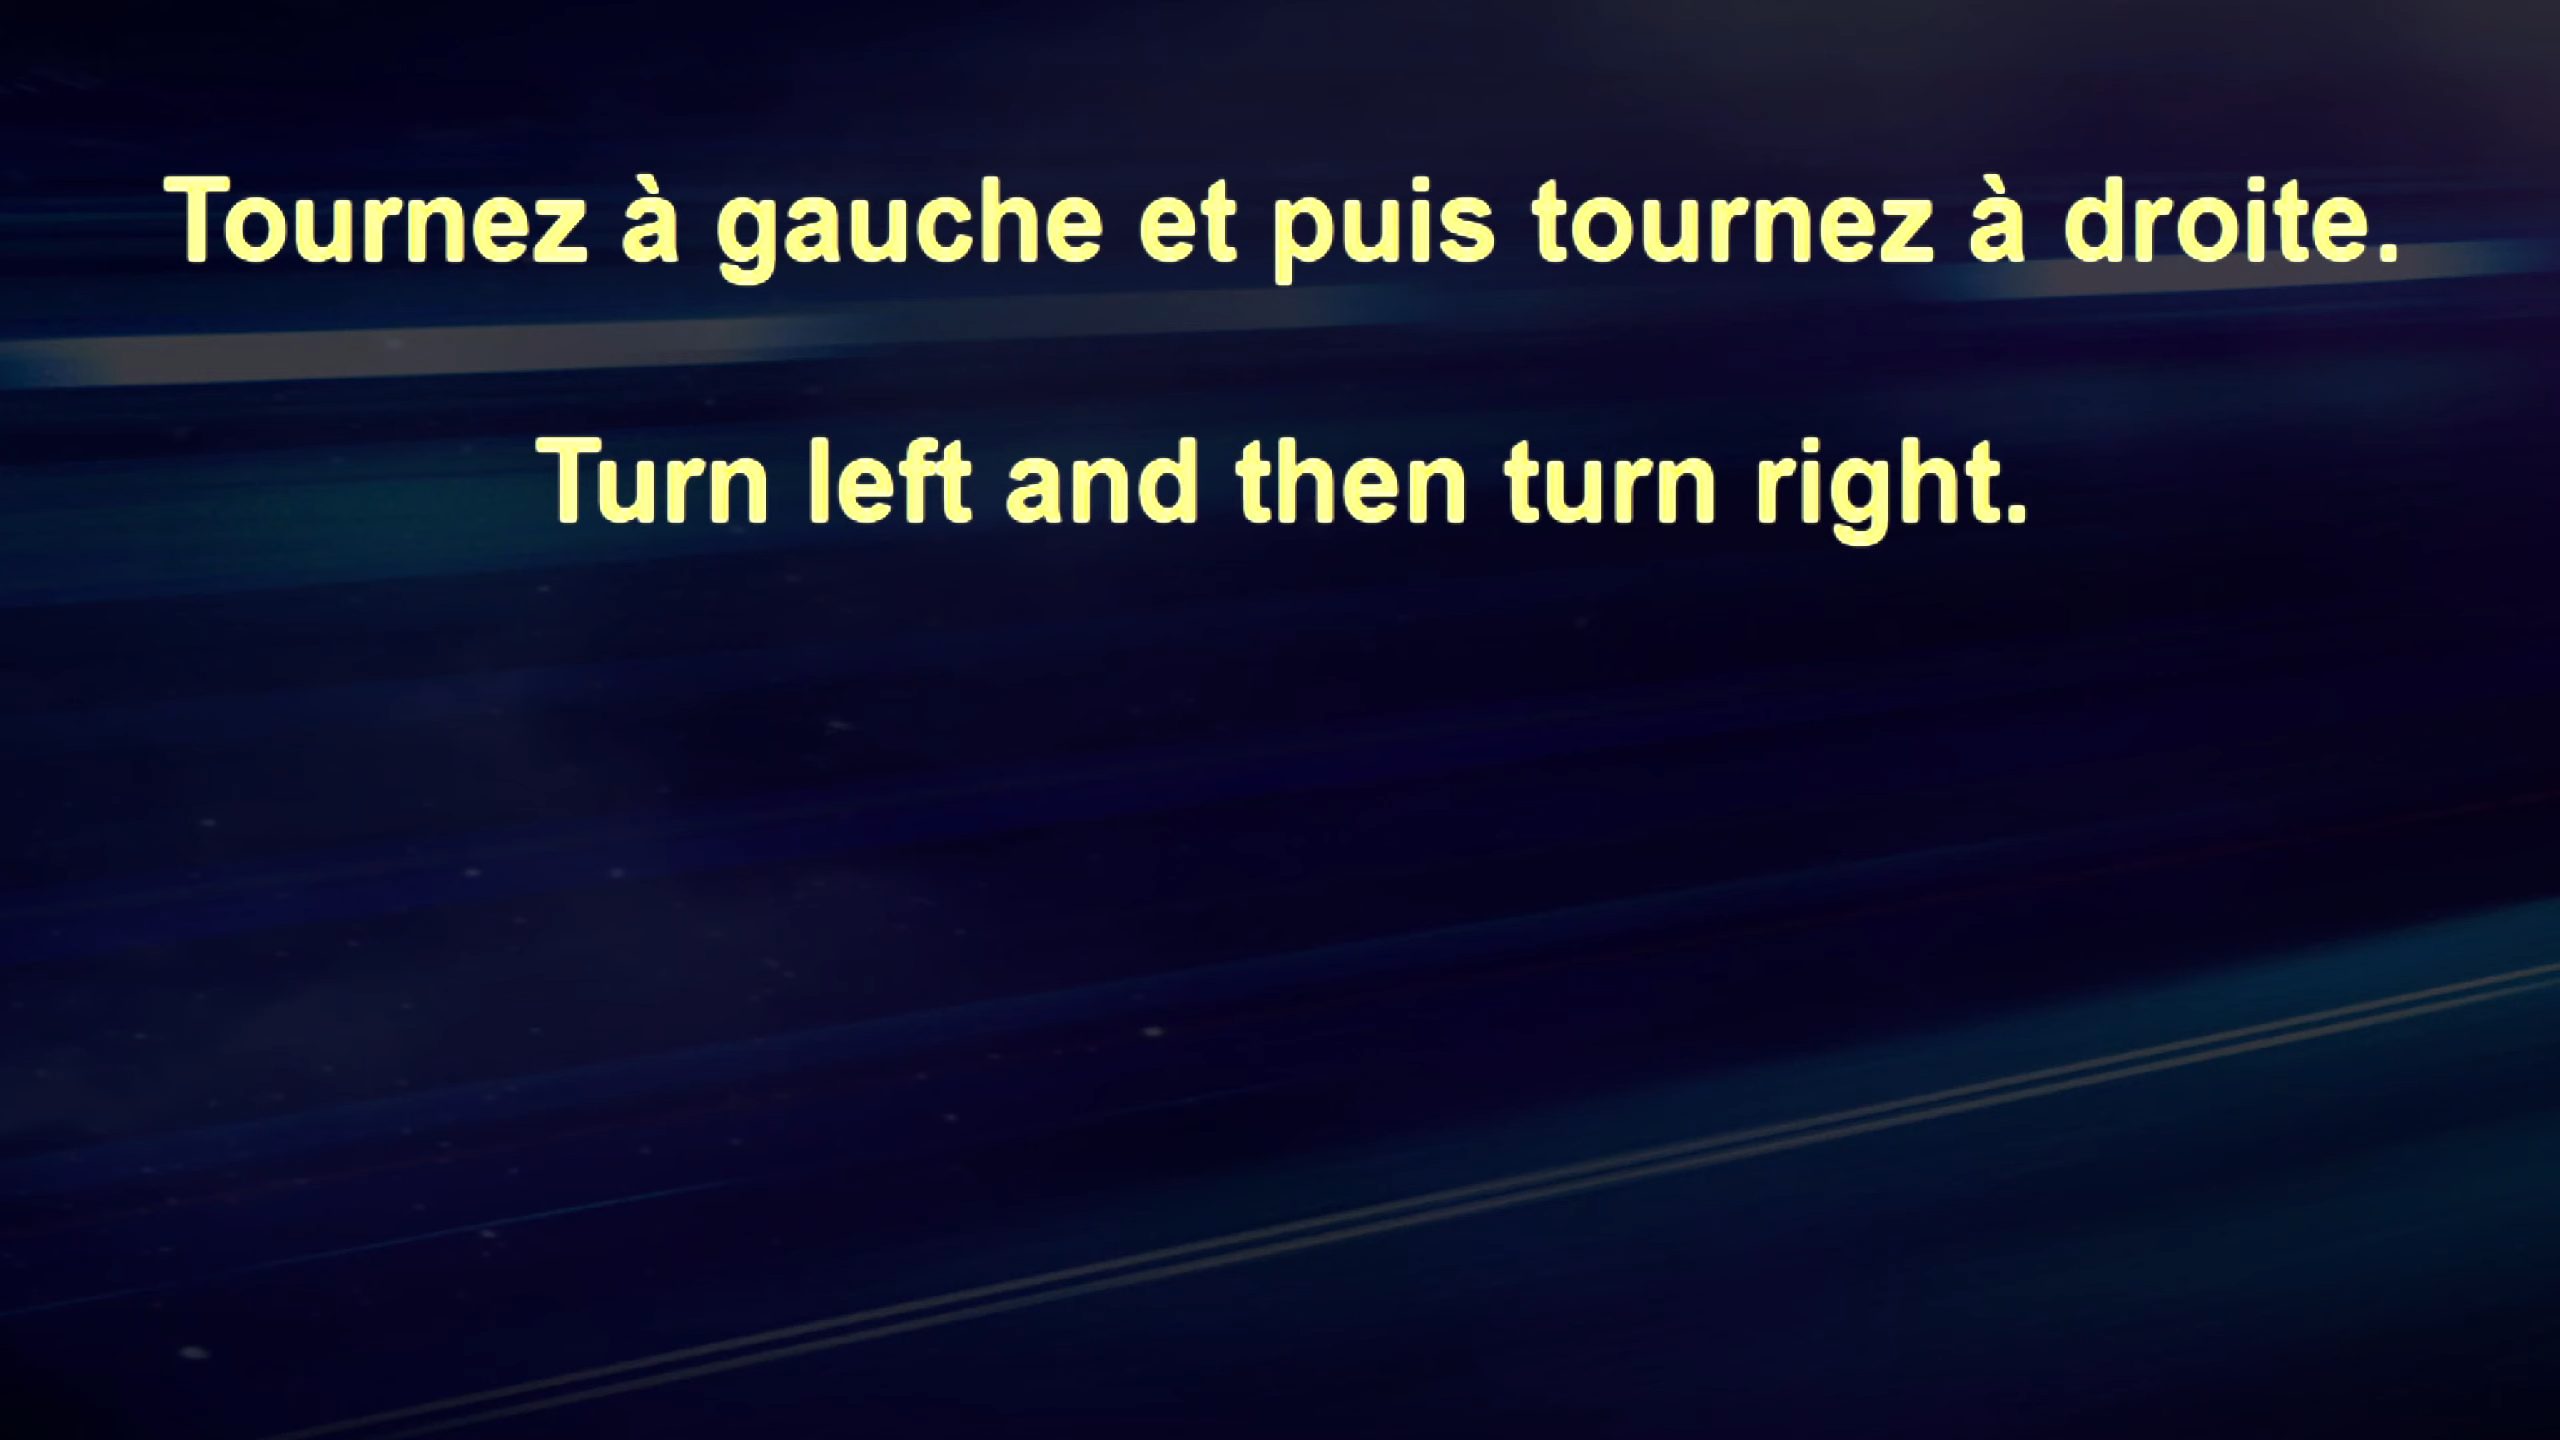 Tournez à gauche et puis tournez à droite.
Turn left and then turn right.